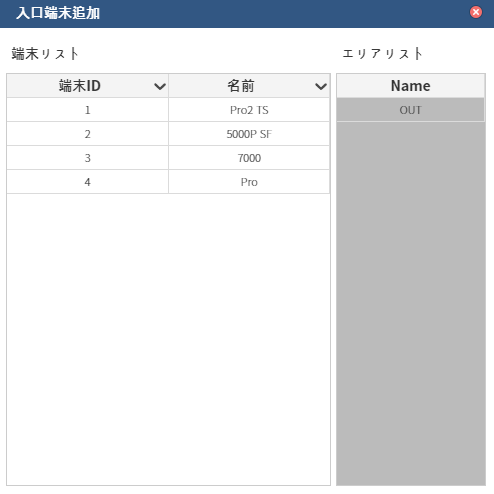 入口端末追加
端末リスト
エリアリスト
端末ID 名前 Name
1 Pro2 TS OUT
2 5000P SF
3 7000
4 Pro